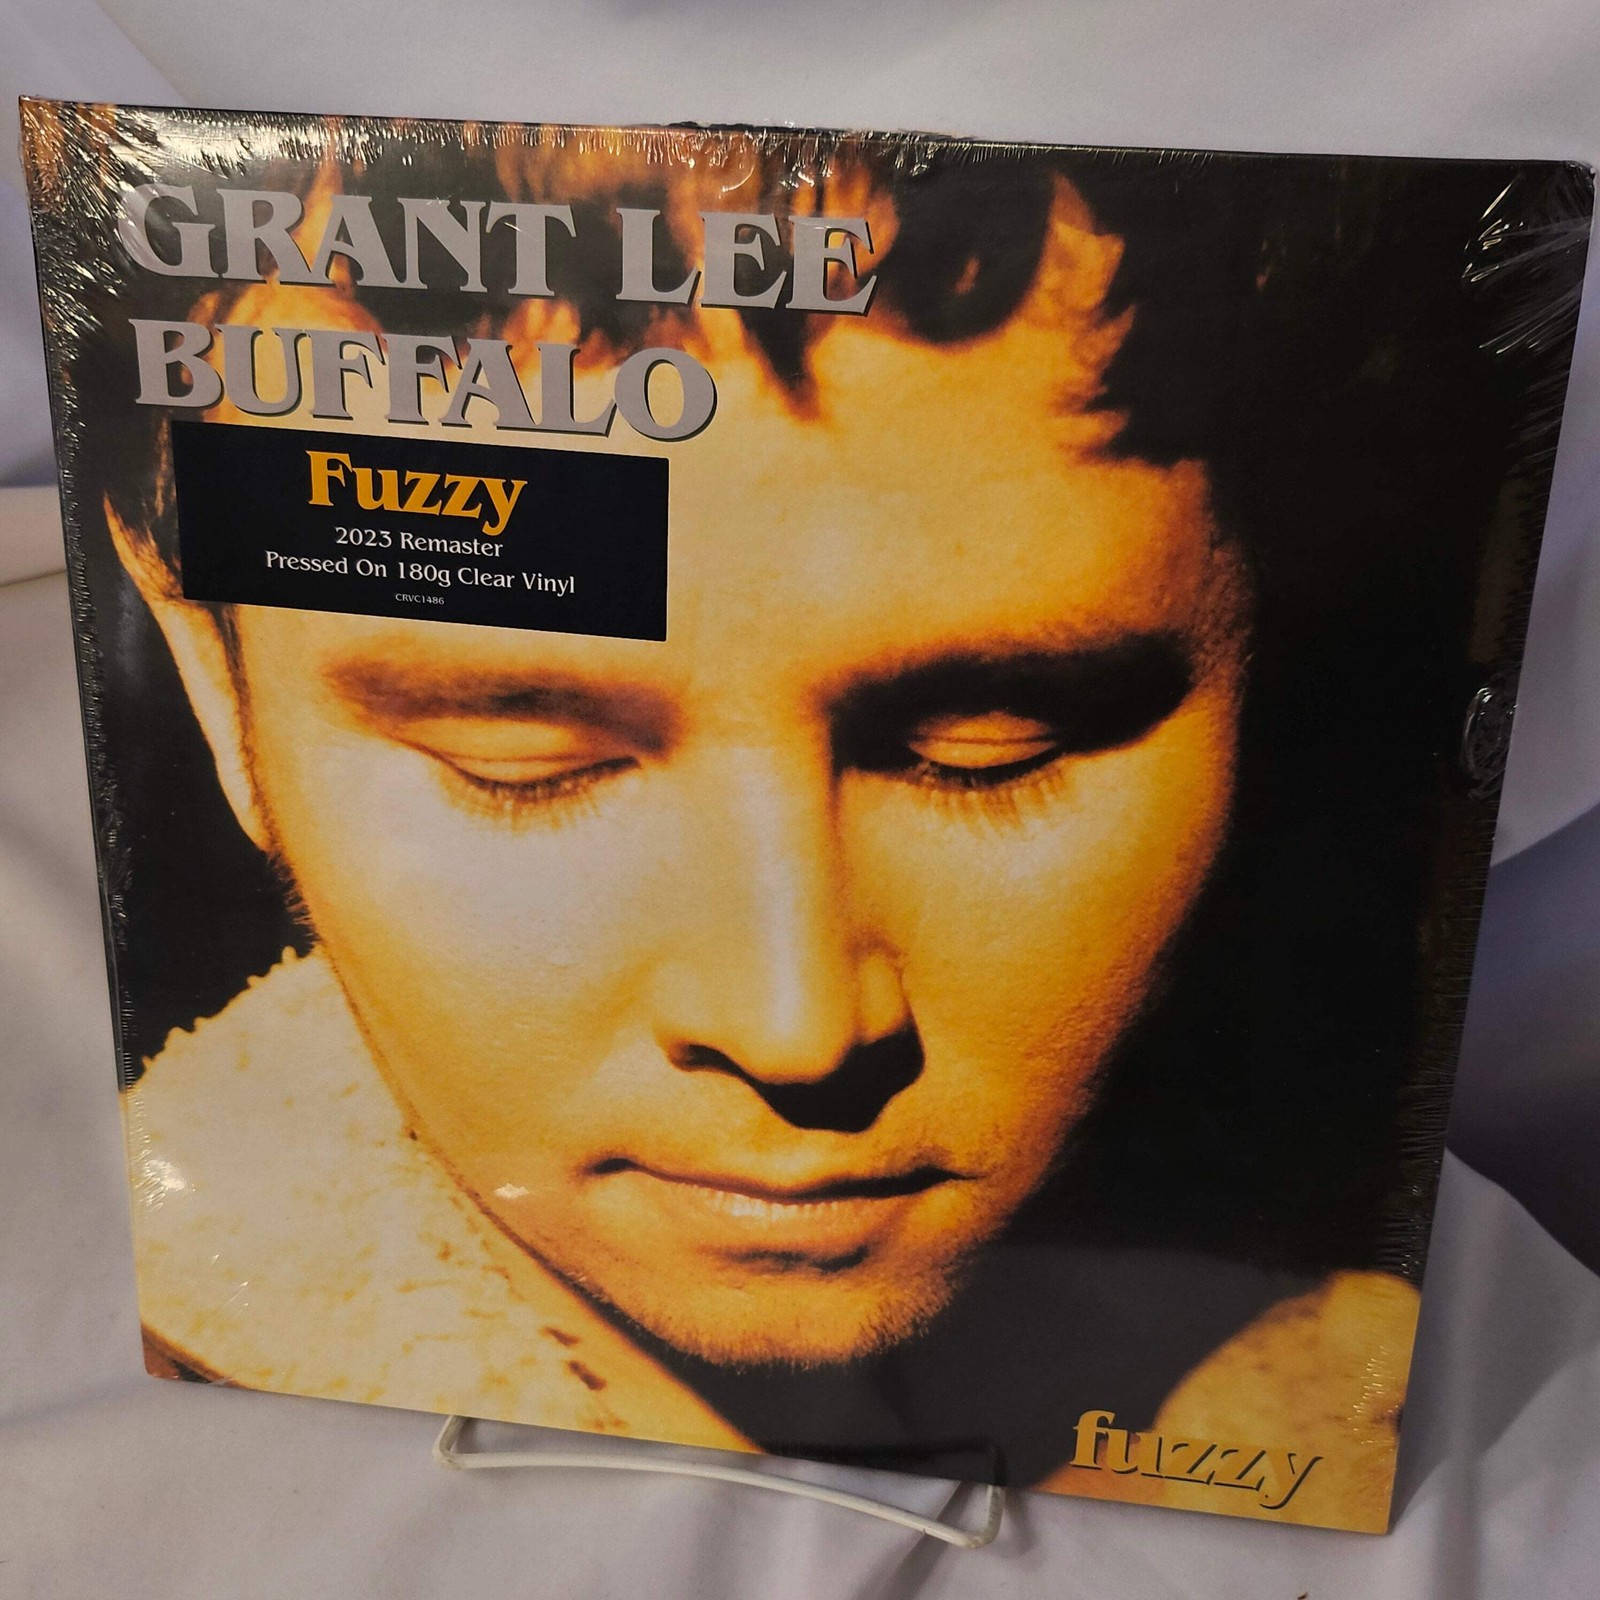 GRANT LEE
BUFFALO
Fuzzy
2023 Remaster
Pressed On 180g Clear Vinyl
CRVC1486
fuzzy